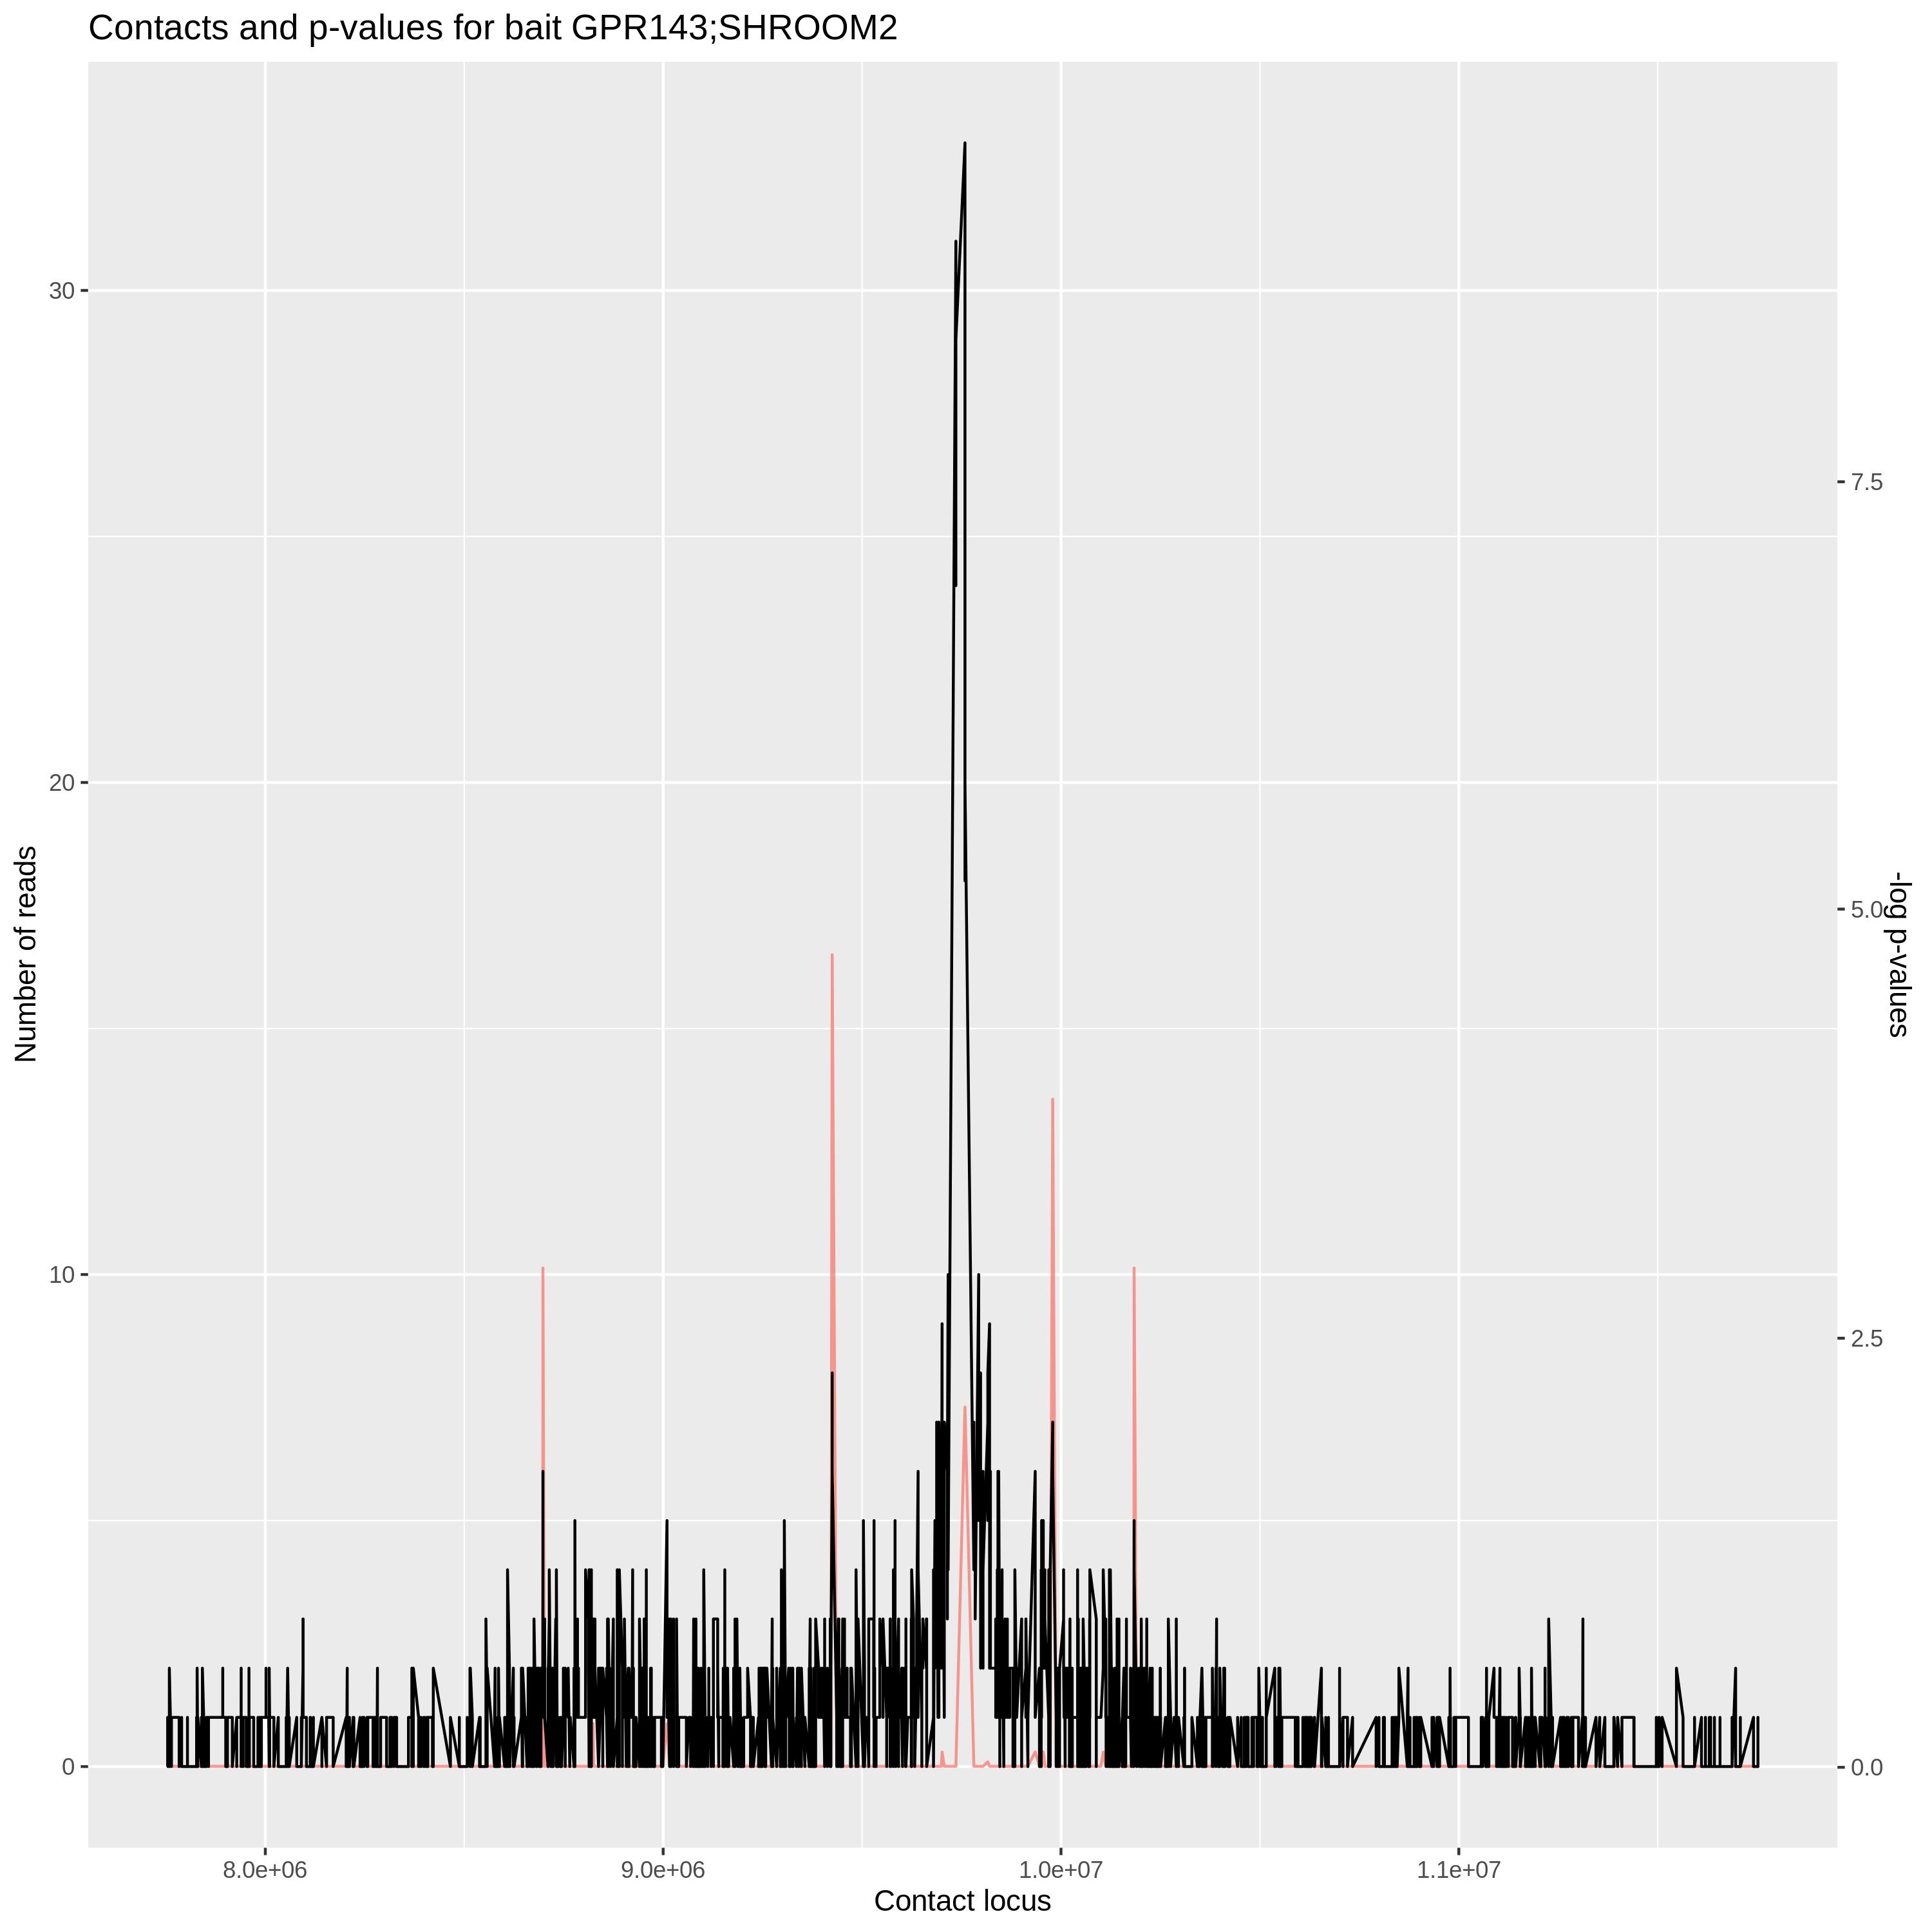 Contacts and p-values for bait GPR143;SHROOM2
30
20
10
0
Number of reads
7.5
5.0
2.5
0.0
-log p-values
8.0e+06 9.0e+06 1.0e+07 1.1e+07
Contact locus